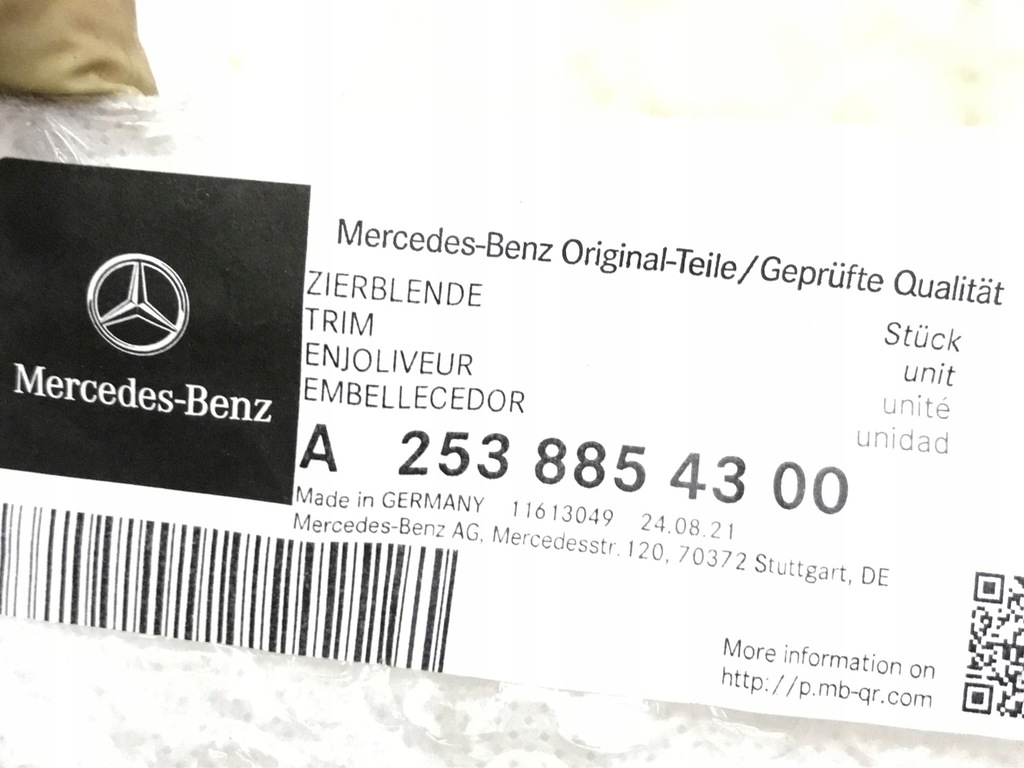 Mercedes-Benz
Mercedes-Benz Original-Teile/Geprüfte Qualität
ZIERBLENDE
TRIM
ENJOLIVEUR
EMBELLECEDOR
Stück
unit
unité
unidad
A 253 885 43 00
Made in GERMANY 11613049 24.08.21
Mercedes-Benz AG, Mercedesstr. 120, 70372 Stuttgart, DE
More information on
http://p.mb-qr.com